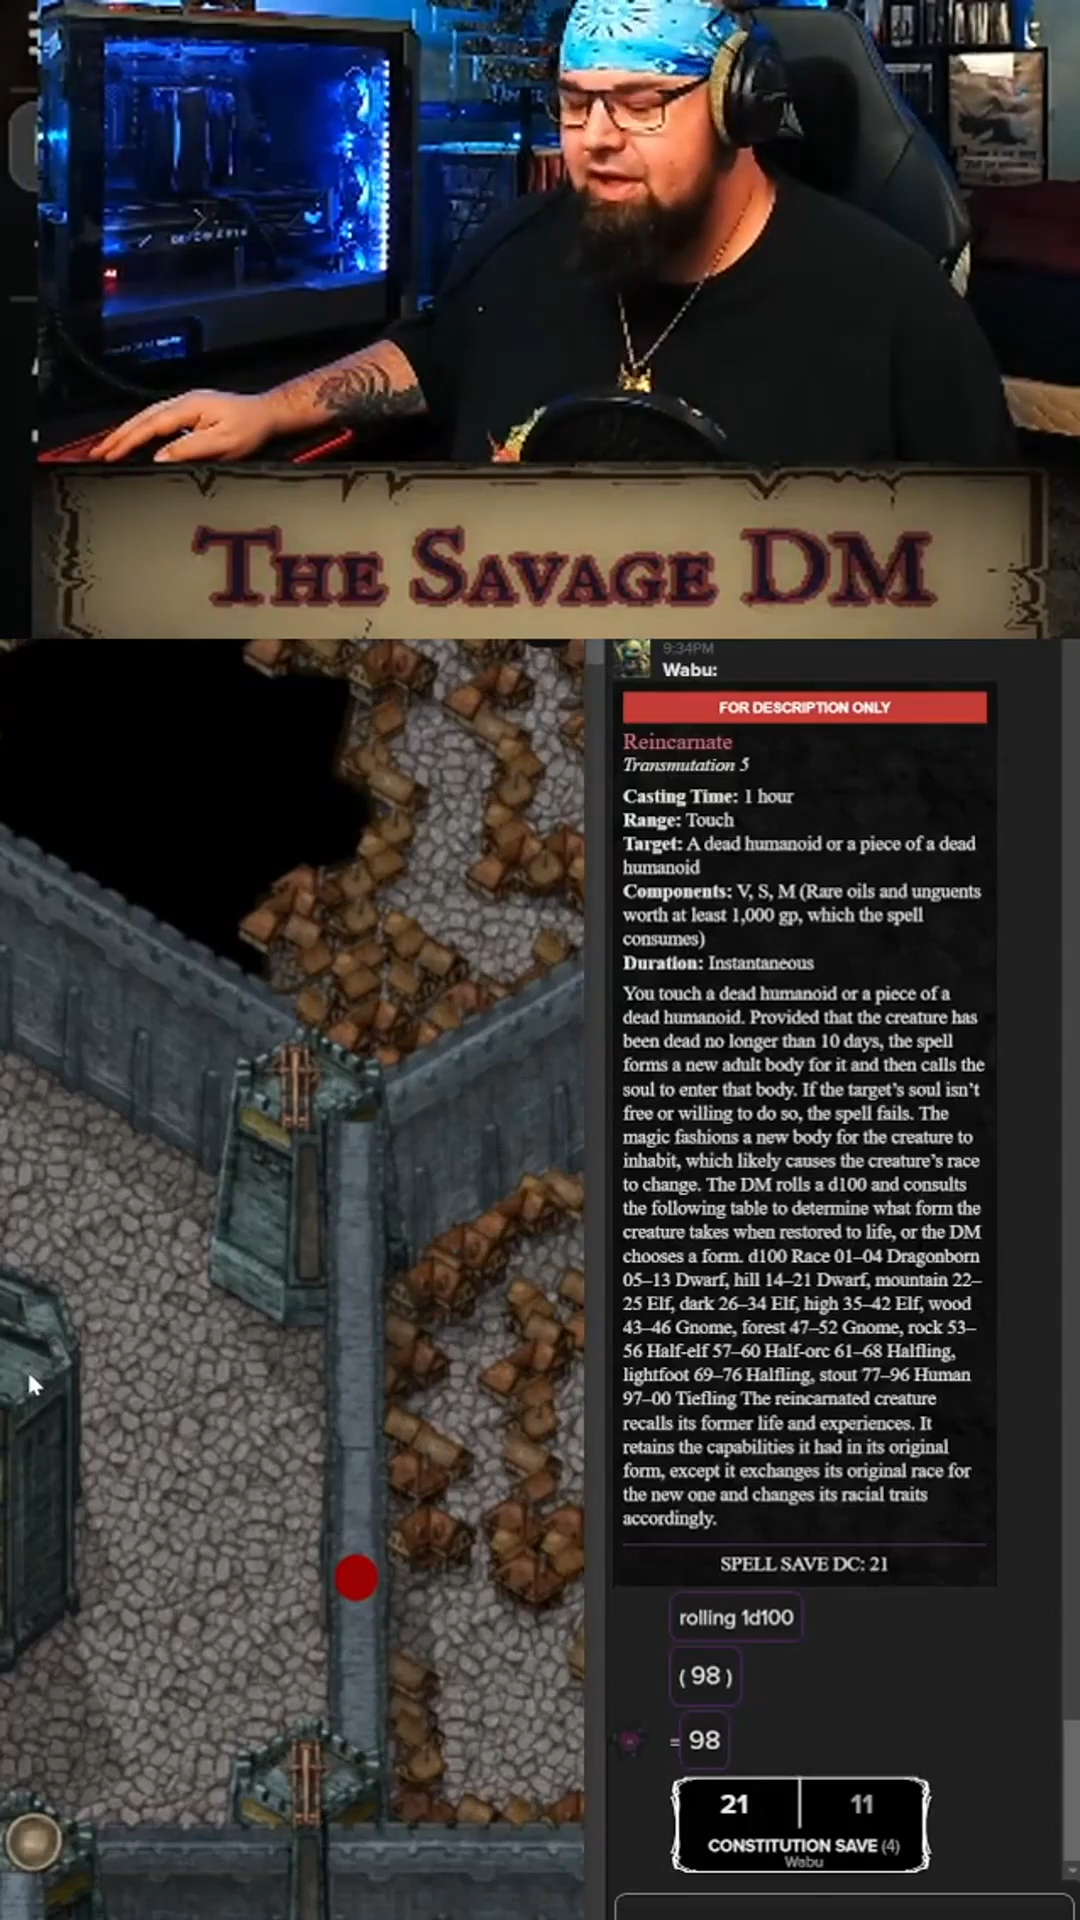 THE SAVAGE DM
9:34PM
Wabu:
FOR DESCRIPTION ONLY
Reincarnate
Transmutation 5
Casting Time: 1 hour
Range: Touch
Target: A dead humanoid or a piece of a dead
humanoid
Components: V, S, M (Rare oils and unguents
worth at least 1,000 gp, which the spell
consumes)
Duration: Instantaneous
You touch a dead humanoid or a piece of a
dead humanoid. Provided that the creature has
been dead no longer than 10 days, the spell
forms a new adult body for it and then calls the
soul to enter that body. If the target's soul isn't
free or willing to do so, the spell fails. The
magic fashions a new body for the creature to
inhabit, which likely causes the creature's race
to change. The DM rolls a d100 and consults
the following table to determine what form the
creature takes when restored to life, or the DM
chooses a form. d100 Race 01–04 Dragonborn
05–13 Dwarf, hill 14–21 Dwarf, mountain 22–
25 Elf, dark 26–34 Elf, high 35–42 Elf, wood
43–46 Gnome, forest 47–52 Gnome, rock 53–
56 Half-elf 57–60 Half-orc 61–68 Halfling,
lightfoot 69–76 Halfling, stout 77–96 Human
97–00 Tiefling The reincarnated creature
recalls its former life and experiences. It
retains the capabilities it had in its original
form, except it exchanges its original race for
the new one and changes its racial traits
accordingly.
SPELL SAVE DC: 21
rolling 1d100
(98)
=98
21 | 11
CONSTITUTION SAVE (4)
Wabu